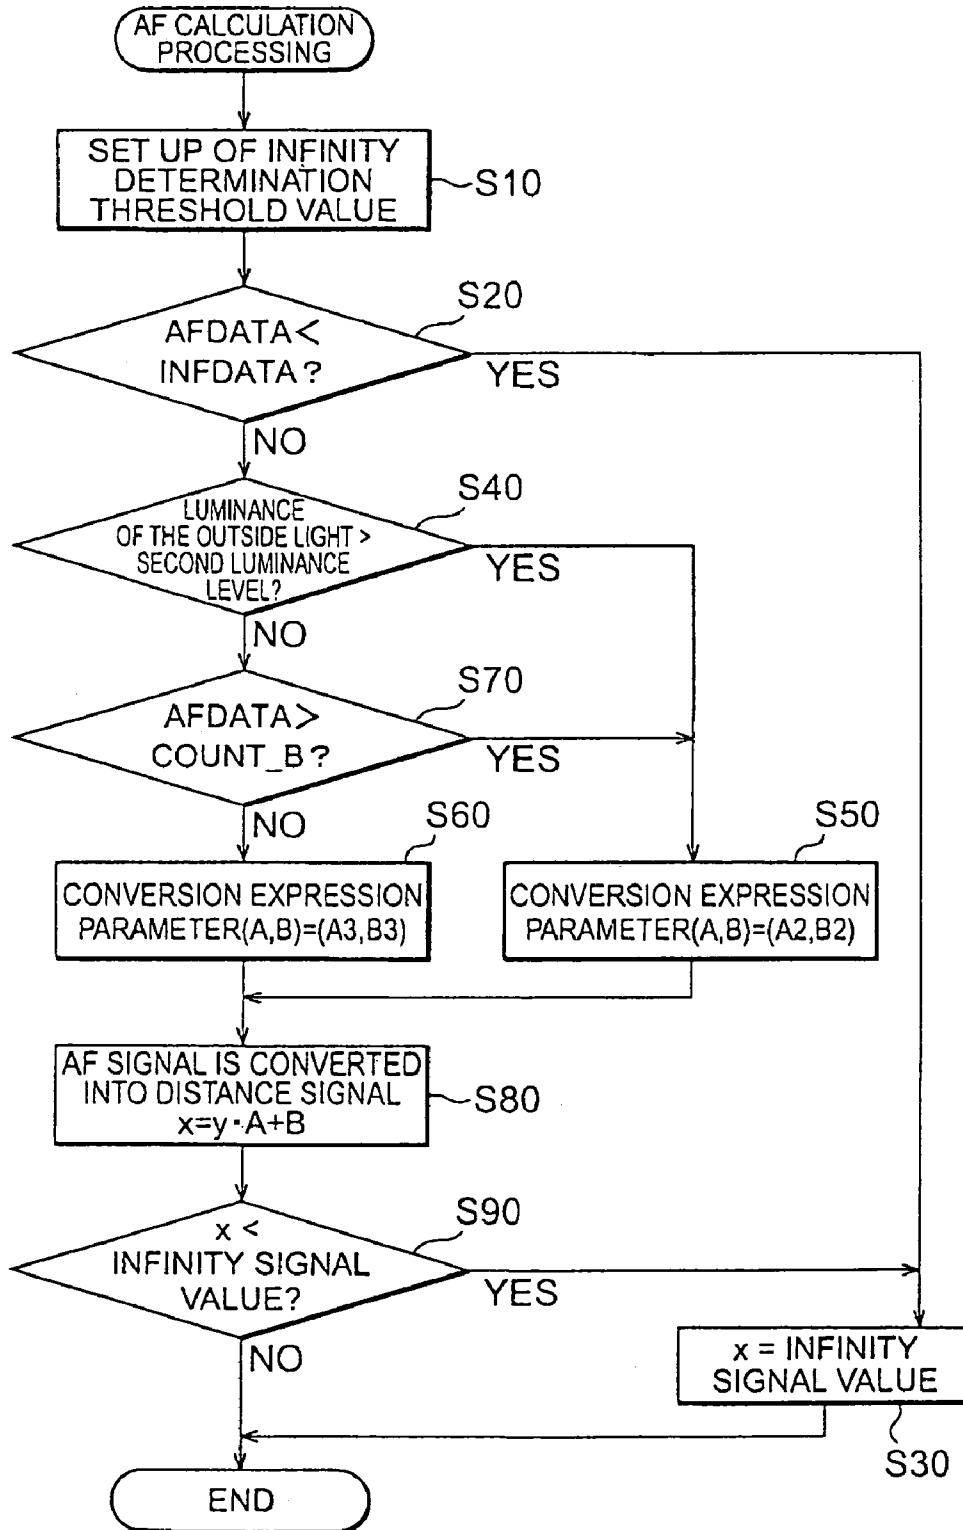 AF CALCULATION
PROCESSING
SET UP OF INFINITY
DETERMINATION
THRESHOLD VALUE
S10
S20
AFDATA<
INFDATA?
YES
NO
S40
LUMINANCE
OF THE OUTSIDE LIGHT >
SECOND LUMINANCE
LEVEL?
YES
NO
S70
AFDATA>
COUNT_B?
YES
NO
S60
CONVERSION EXPRESSION
PARAMETER(A,B)=(A3,B3)
S50
CONVERSION EXPRESSION
PARAMETER(A,B)=(A2,B2)
AF SIGNAL IS CONVERTED
INTO DISTANCE SIGNAL
x=y·A+B
S80
S90
x <
INFINITY SIGNAL
VALUE?
YES
NO
x = INFINITY
SIGNAL VALUE
S30
END